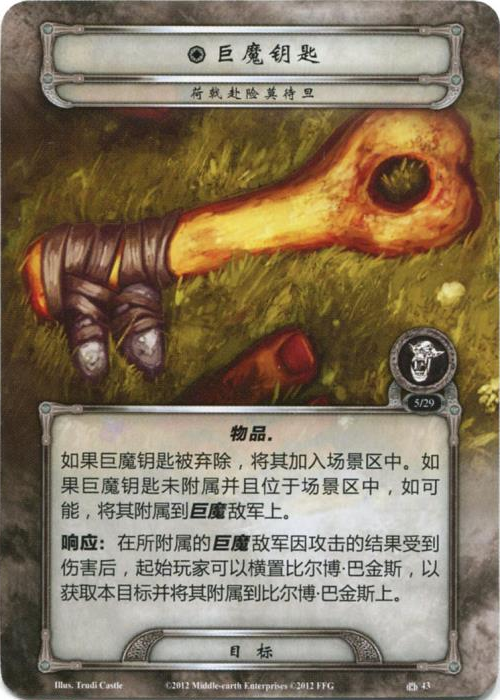 巨魔钥匙
荷戟赴险莫待旦
5/29
物品.
如果巨魔钥匙被弃除，将其加入场景区中。如
果巨魔钥匙未附属并且位于场景区中，如可
能，将其附属到巨魔敌军上。
响应：在所附属的巨魔敌军因攻击的结果受到
伤害后，起始玩家可以横置比尔博·巴金斯，以
获取本目标并将其附属到比尔博·巴金斯上。
目标
Illus. Trudi Castle ©2012 Middle-earth Enterprises ©2012 FFG 43